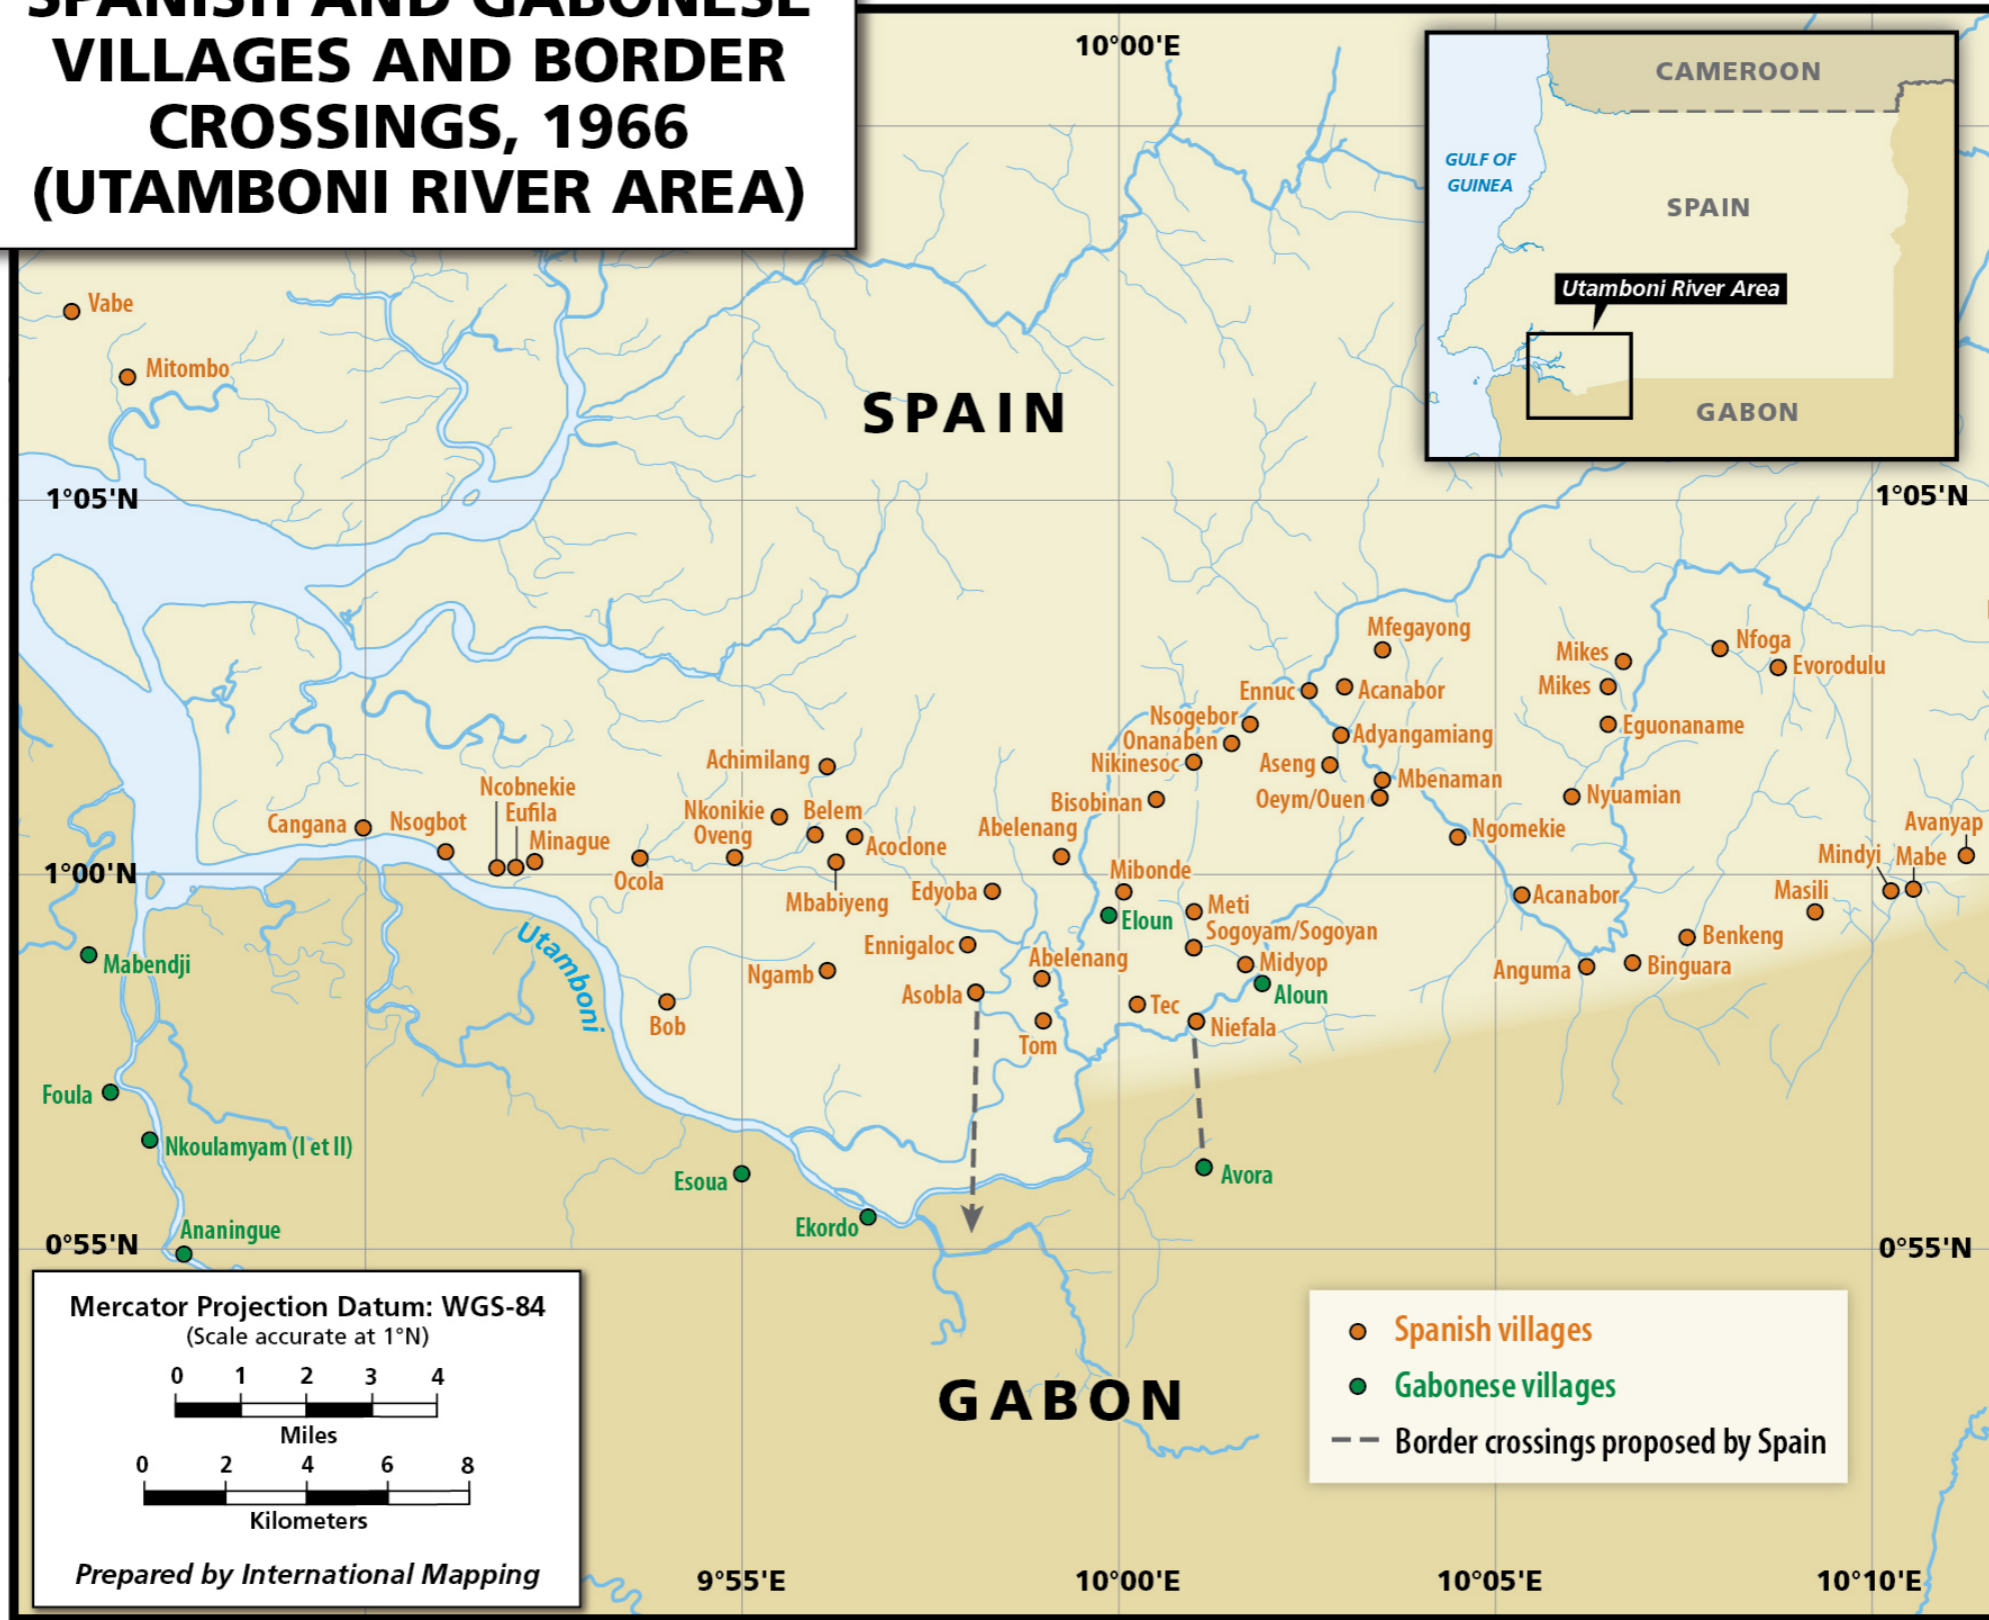 SPANISH AND GABONESE
VILLAGES AND BORDER
CROSSINGS, 1966
(UTAMBONI RIVER AREA)
10°00'E
CAMEROON
GULF OF
GUINEA
SPAIN
Utamboni River Area
GABON
Vabe
Mitombo
SPAIN
1°05'N
1°05'N
Mfegayong
Mikes
Nfoga
Evorodulu
Mikes
Ennuc
Acanabor
Nsogebor
Eguonaname
Onanaben
Adyangamiang
Achimilang
Nikinesoc
Aseng
Mbenaman
Ncobnekie
Bisobinan
Oeym/Ouen
Nyuamian
Eufila
Nkonikie
Belem
Cangana
Nsogbot
Abelenang
Ngomekie
Avanyap
Minague
Oveng
Acoclone
Mindyi
Mabe
1°00'N
Ocola
Mibonde
Edyoba
Masili
Acanabor
Mbabiyeng
Meti
Eloun
Sogoyam/Sogoyan
Benkeng
Utamboni
Ennigaloc
Abelenang
Mabendji
Midyop
Anguma
Binguara
Ngamb
Asobla
Aloun
Tec
Bob
Niefala
Tom
Foula
Nkoulamyam (I et II)
Esoua
Avora
Ananingue
Ekordo
0°55'N
0°55'N
Mercator Projection Datum: WGS-84
(Scale accurate at 1°N)
0 1 2 3 4
Miles
0 2 4 6 8
Kilometers
Prepared by International Mapping
GABON
Spanish villages
Gabonese villages
Border crossings proposed by Spain
9°55'E
10°00'E
10°05'E
10°10'E